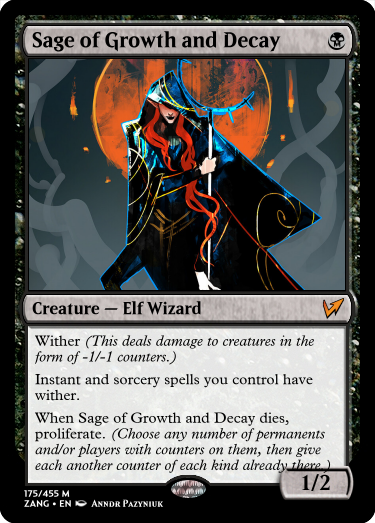 Sage of Growth and Decay
Creature — Elf Wizard
Wither (This deals damage to creatures in the
form of -1/-1 counters.)
Instant and sorcery spells you control have
wither.
When Sage of Growth and Decay dies,
proliferate. (Choose any number of permanents
and/or players with counters on them, then give
each another counter of each kind already there.)
1/2
175/455 M
ZANG • EN Anndr Pazyniuk